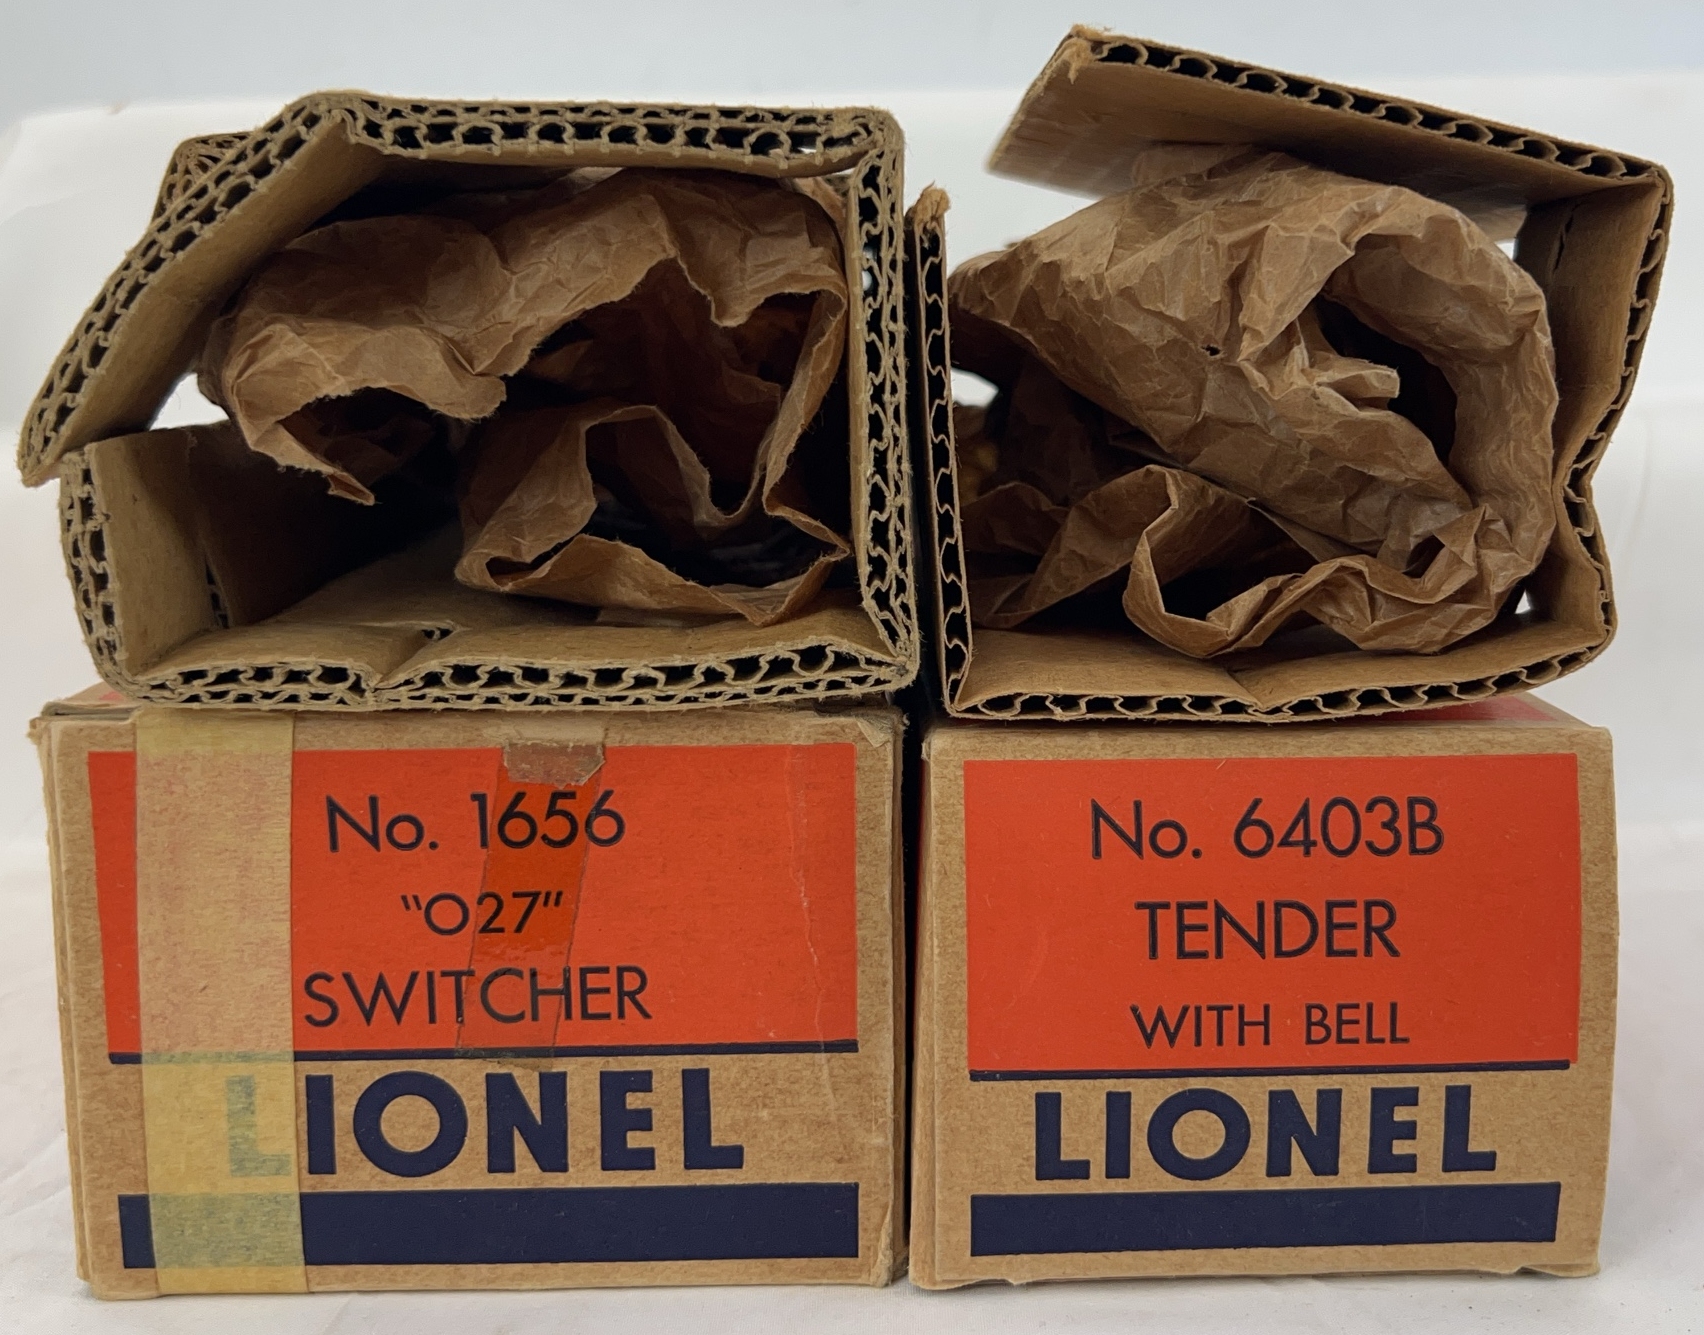 No. 1656
"O27"
SWITCHER
LIONEL
No. 6403B
TENDER
WITH BELL
LIONEL